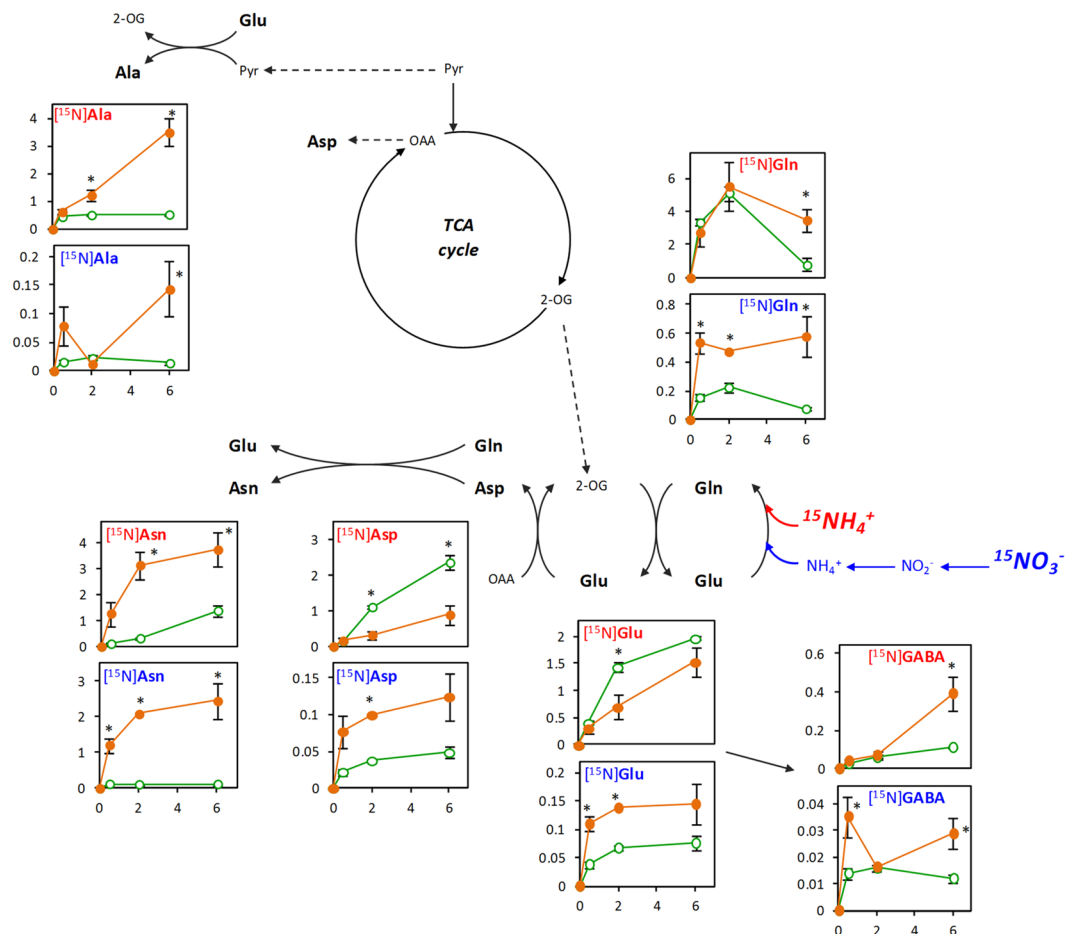 2-OG
Glu
Ala
Pyr
Pyr
Asp
OAA
TCA
cycle
2-OG
[¹⁵N]Ala
*
*
4
3
2
1
0
[¹⁵N]Ala
*
0.2
0.15
0.1
0.05
0
0 2 4 6
[¹⁵N]Gln
*
6
4
2
0
[¹⁵N]Gln
*
*
*
0.8
0.6
0.4
0.2
0
0 2 4 6
Glu
Gln
Asn
Asp
2-OG
Gln
OAA
Glu
Glu
¹⁵NH₄⁺
NH₄⁺
NO₂⁻
¹⁵NO₃⁻
[¹⁵N]Asn
*
*
4
3
2
1
0
[¹⁵N]Asn
*
*
*
3
2
1
0
0 2 4 6
[¹⁵N]Asp
*
*
3
2
1
0
[¹⁵N]Asp
*
0.15
0.1
0.05
0
0 2 4 6
[¹⁵N]Glu
*
2
1.5
1
0.5
0
[¹⁵N]Glu
*
*
0.2
0.15
0.1
0.05
0
0 2 4 6
[¹⁵N]GABA
*
0.6
0.4
0.2
0
[¹⁵N]GABA
*
*
0.04
0.03
0.02
0.01
0
0 2 4 6